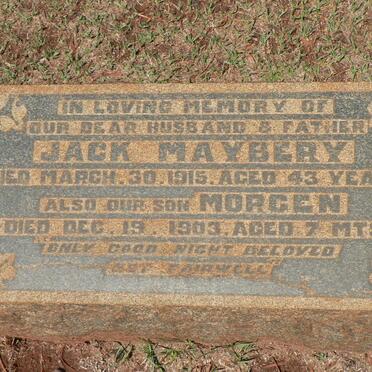 IN LOVING MEMORY OF
OUR DEAR HUSBAND & FATHER
JACK MAYBERY
DIED MARCH. 30. 1915. AGED 43 YEA
ALSO OUR SON MORGEN
DIED DEC. 19 1903. AGED 7 MTS
ONLY GOOD NIGHT BELOVED
NOT FAREWELL